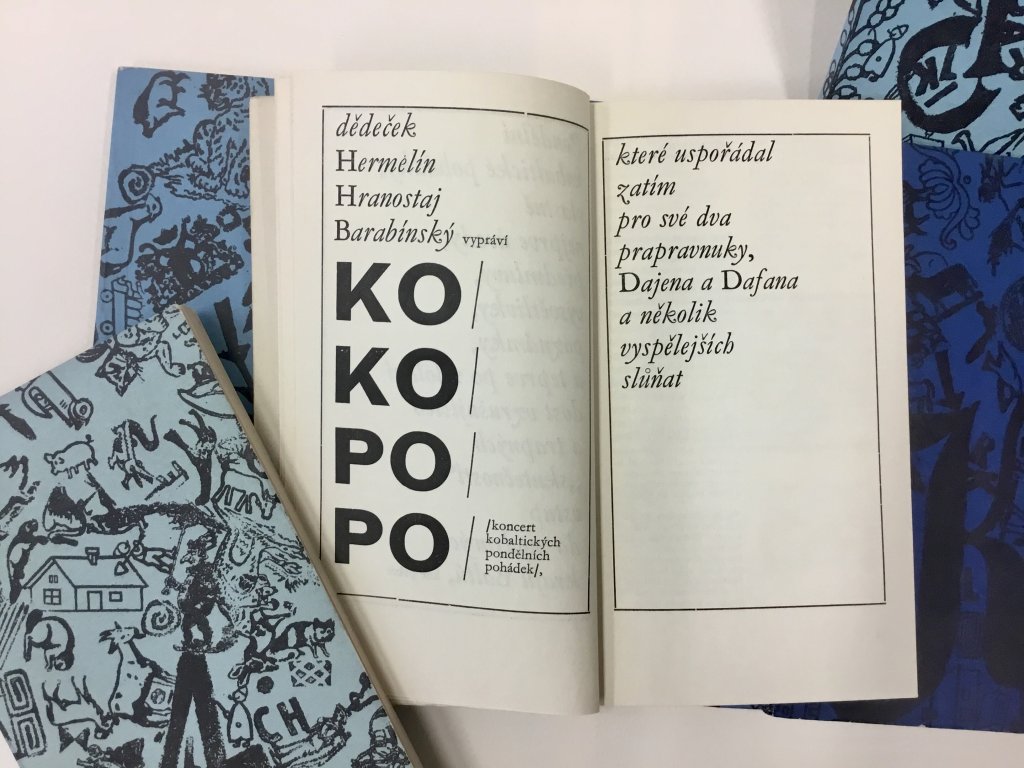 dědeček
Hermelín
Hranostaj
Barabínský vypráví
KO/
KO/
PO/
PO/ /koncert
kobaltických
pondělních
pohádek/,
které uspořádal
zatím
pro své dva
prapravnuky,
Dajena a Dafana
a několik
vyspělejších
slůňat
CH